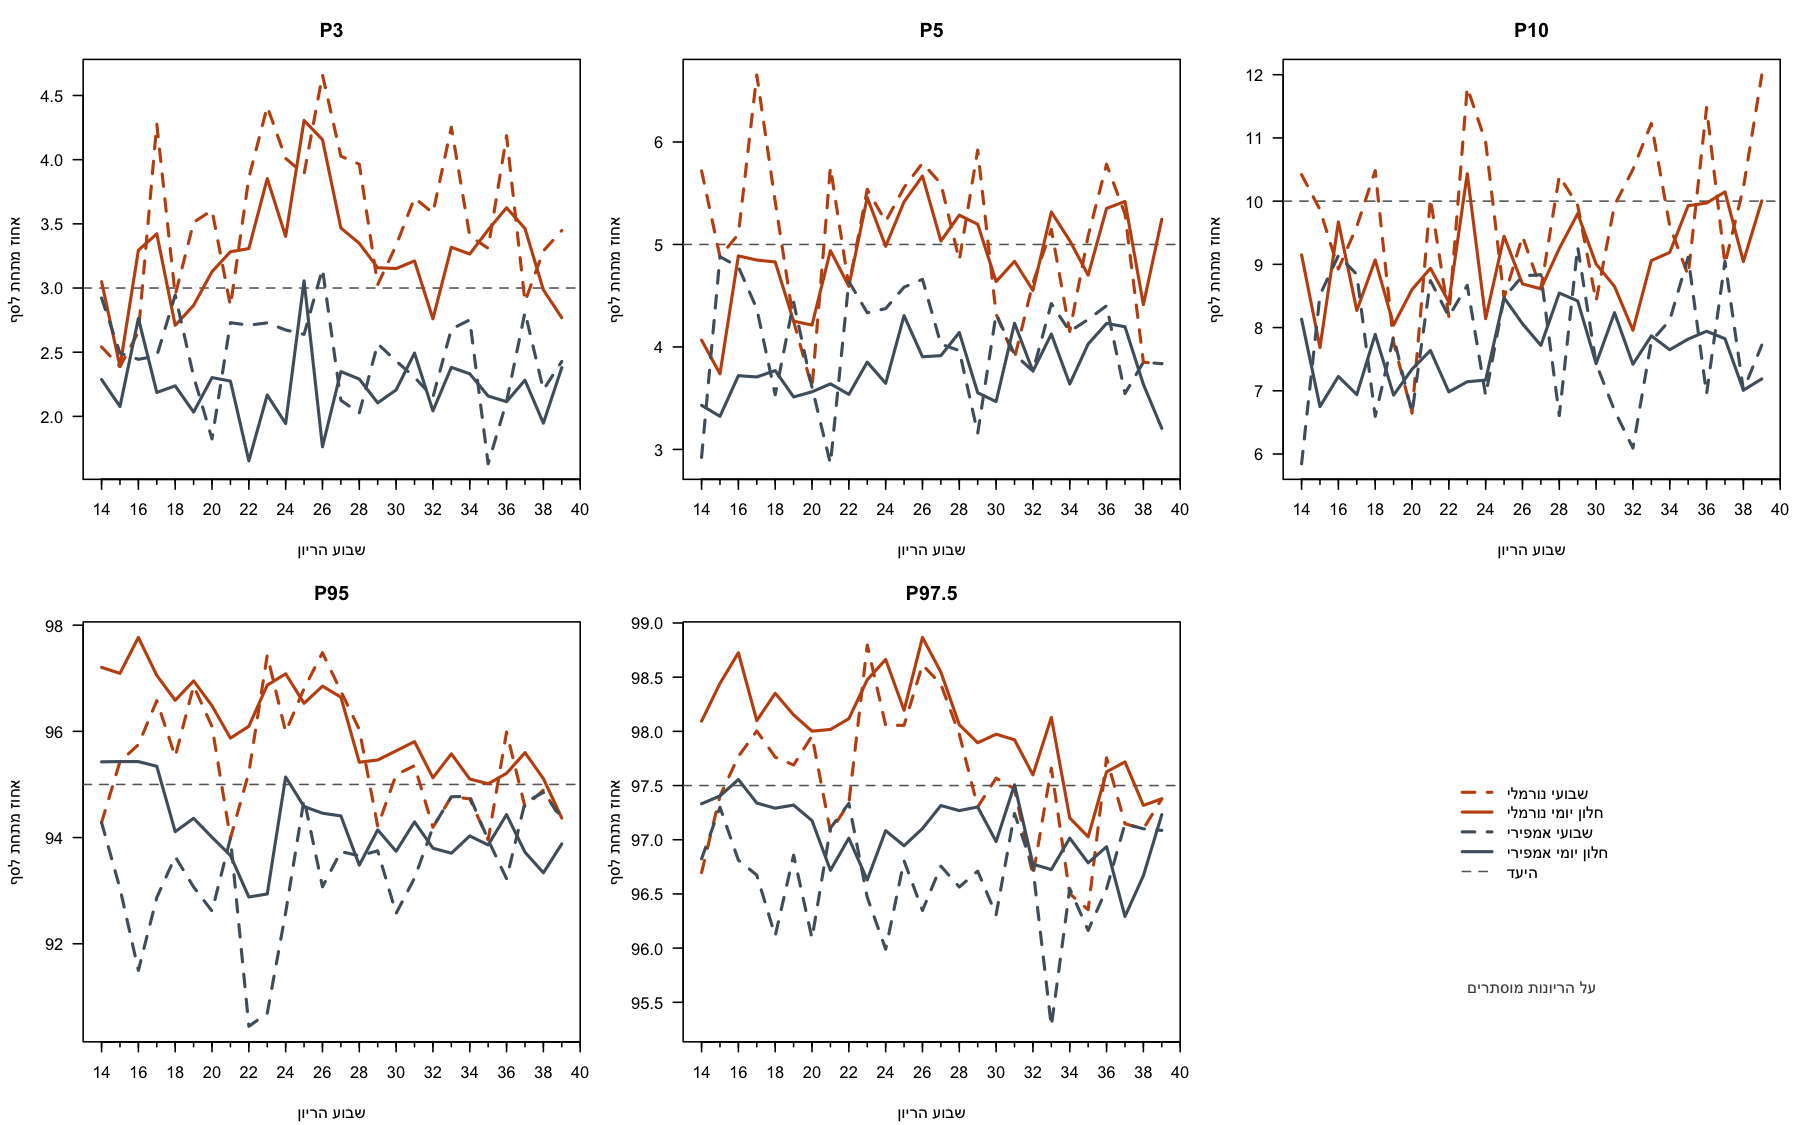 P3
אחוז מתחת לסף
4.5
4.0
3.5
3.0
2.5
2.0
14 16 18 20 22 24 26 28 30 32 34 36 38 40
שבוע הריון
P5
אחוז מתחת לסף
6
5
4
3
14 16 18 20 22 24 26 28 30 32 34 36 38 40
שבוע הריון
P10
אחוז מתחת לסף
12
11
10
9
8
7
6
14 16 18 20 22 24 26 28 30 32 34 36 38 40
שבוע הריון
P95
אחוז מתחת לסף
98
96
94
92
14 16 18 20 22 24 26 28 30 32 34 36 38 40
שבוע הריון
P97.5
אחוז מתחת לסף
99.0
98.5
98.0
97.5
97.0
96.5
96.0
95.5
14 16 18 20 22 24 26 28 30 32 34 36 38 40
שבוע הריון
שבועי נורמלי
חלון יומי נורמלי
שבועי אמפירי
חלון יומי אמפירי
היעד
על הריונות מוסתרים